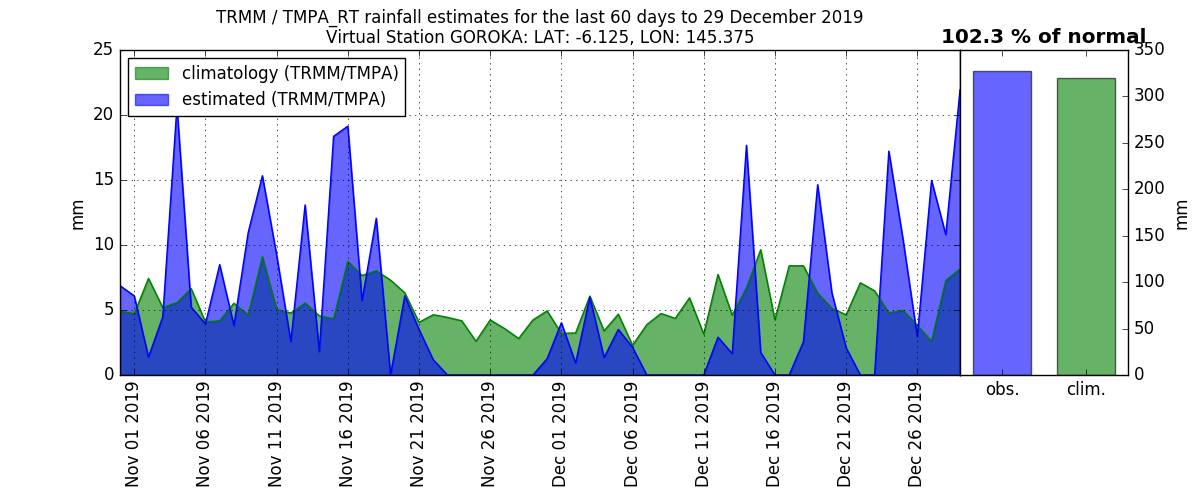 TRMM / TMPA_RT rainfall estimates for the last 60 days to 29 December 2019
Virtual Station GOROKA: LAT: -6.125, LON: 145.375
102.3 % of normal
climatology (TRMM/TMPA)
estimated (TRMM/TMPA)
25
20
15
10
5
0
mm
350
300
250
200
150
100
50
0
mm
obs.
clim.
Nov 01 2019
Nov 06 2019
Nov 11 2019
Nov 16 2019
Nov 21 2019
Nov 26 2019
Dec 01 2019
Dec 06 2019
Dec 11 2019
Dec 16 2019
Dec 21 2019
Dec 26 2019